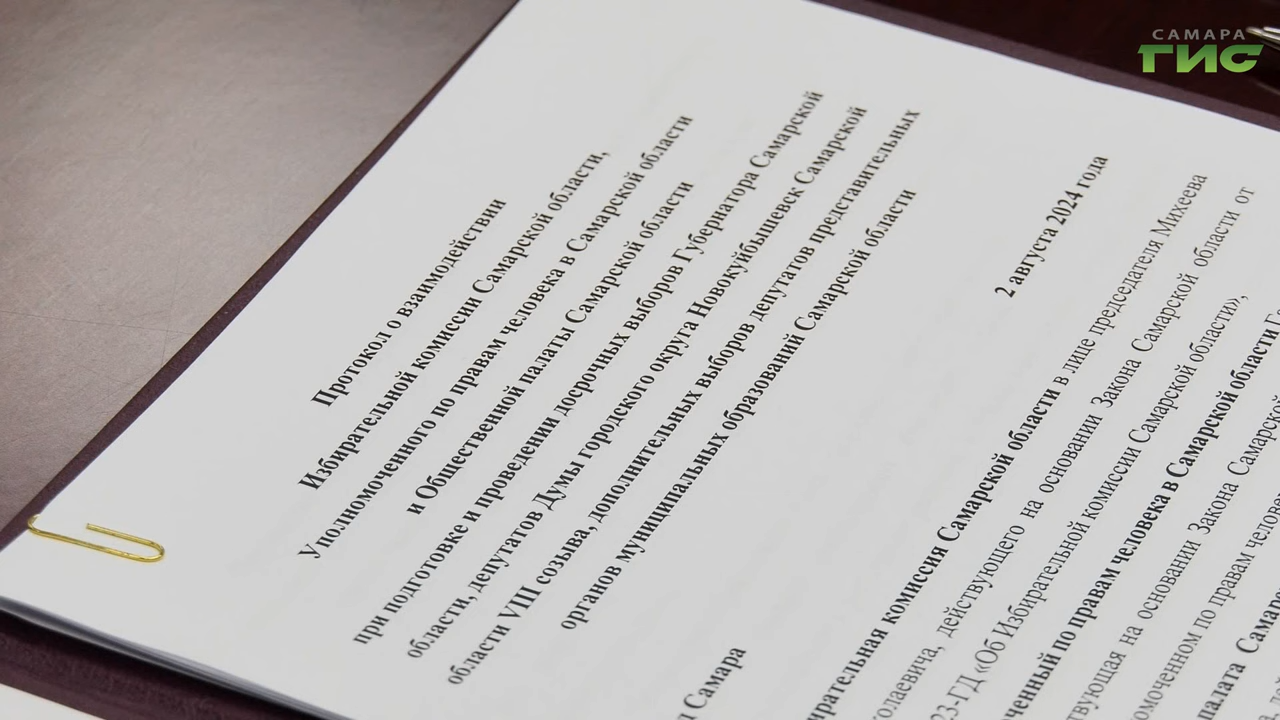 САМАРА
ГИС
Протокол о взаимодействии
Избирательной комиссии Самарской области,
Уполномоченного по правам человека в Самарской области
и Общественной палаты Самарской области
при подготовке и проведении досрочных выборов Губернатора Самарской
области, депутатов Думы городского округа Новокуйбышевск Самарской
области VIII созыва, дополнительных выборов депутатов представительных
органов муниципальных образований Самарской области
Самара
2 августа 2024 года
комиссия Самарской области в лице председателя Михеева
действующего на основании Закона Самарской области от
23-ГД «Об Избирательной комиссии Самарской области»,
по правам человека в Самарской области
на основании Закона Самарской
по правам